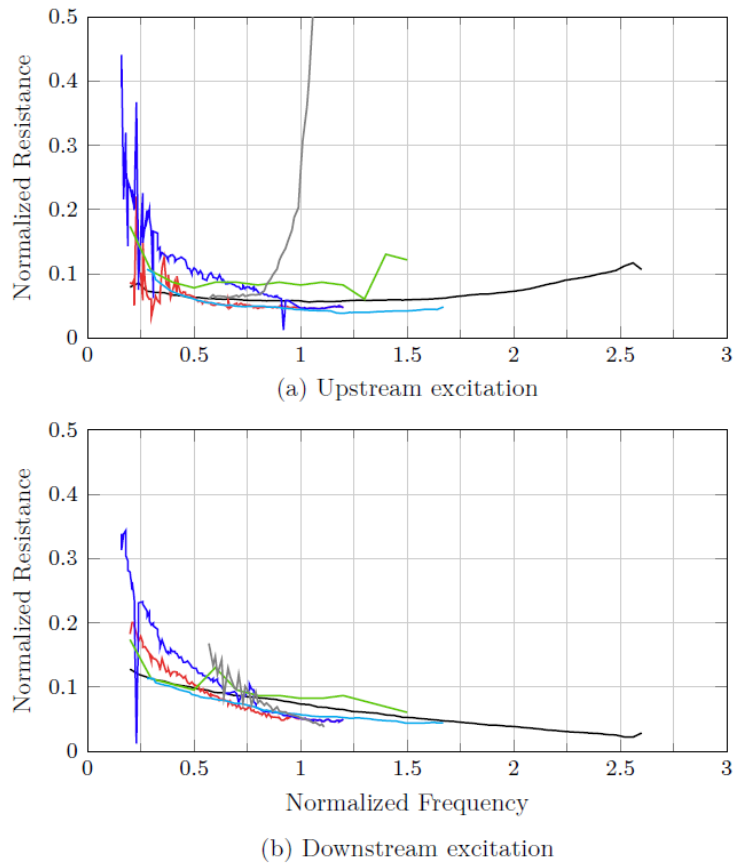 0.5
0.4
0.3
0.2
0.1
0
Normalized Resistance
0 0.5 1 1.5 2 2.5 3
(a) Upstream excitation
0.5
0.4
0.3
0.2
0.1
0
Normalized Resistance
0 0.5 1 1.5 2 2.5 3
Normalized Frequency
(b) Downstream excitation